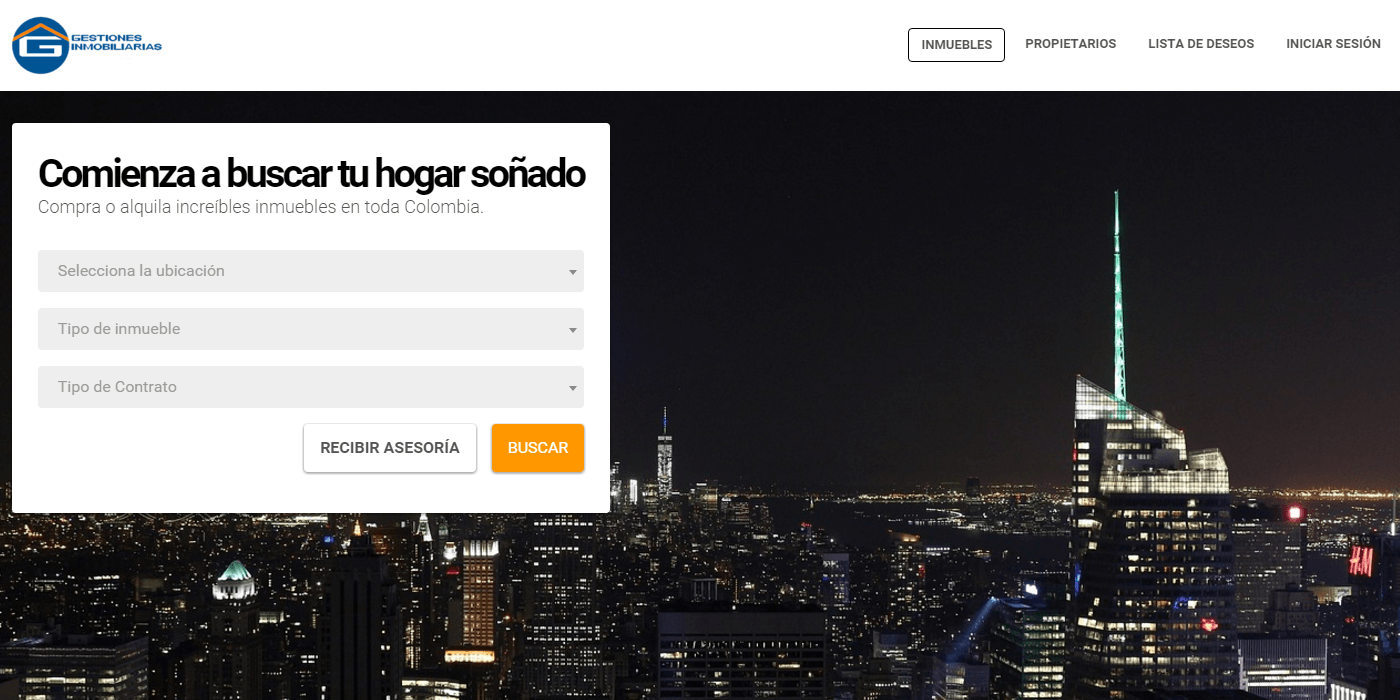 GESTIONES
INMOBILIARIAS
INMUEBLES
PROPIETARIOS
LISTA DE DESEOS
INICIAR SESIÓN
Comienza a buscar tu hogar soñado
Compra o alquila increíbles inmuebles en toda Colombia.
Selecciona la ubicación
Tipo de inmueble
Tipo de Contrato
RECIBIR ASESORÍA
BUSCAR
H&M